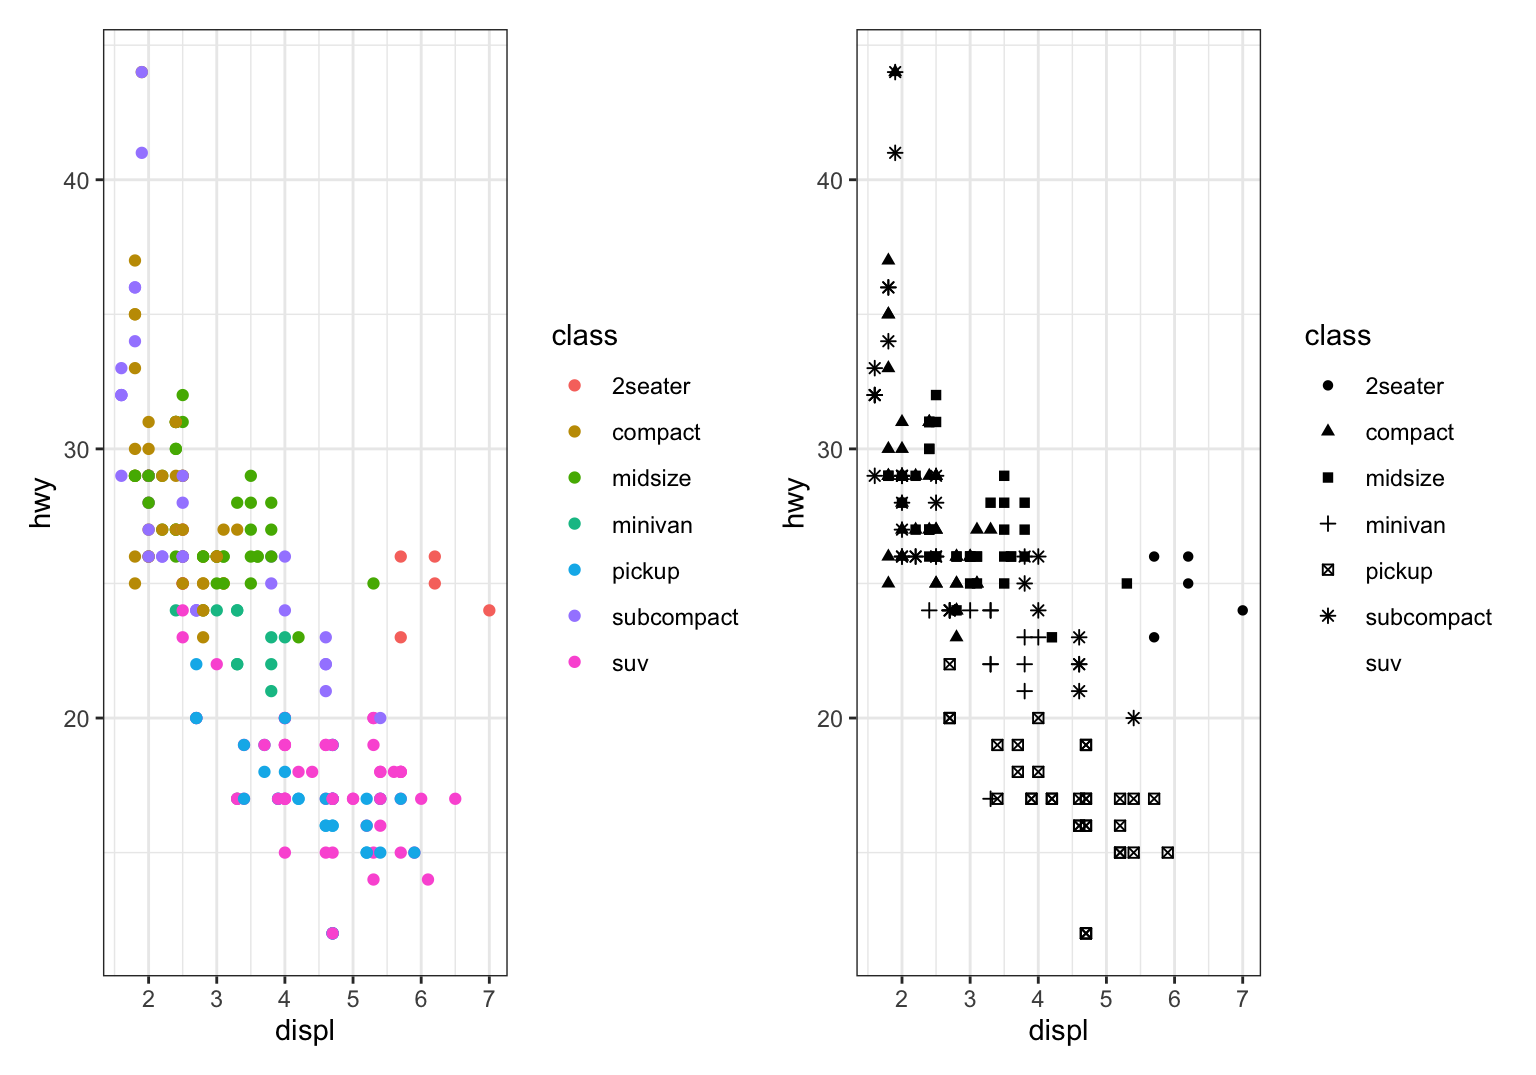 hwy
40
30
20
2 3 4 5 6 7
displ
class
2seater
compact
midsize
minivan
pickup
subcompact
suv
hwy
40
30
20
2 3 4 5 6 7
displ
class
2seater
compact
midsize
minivan
pickup
subcompact
suv